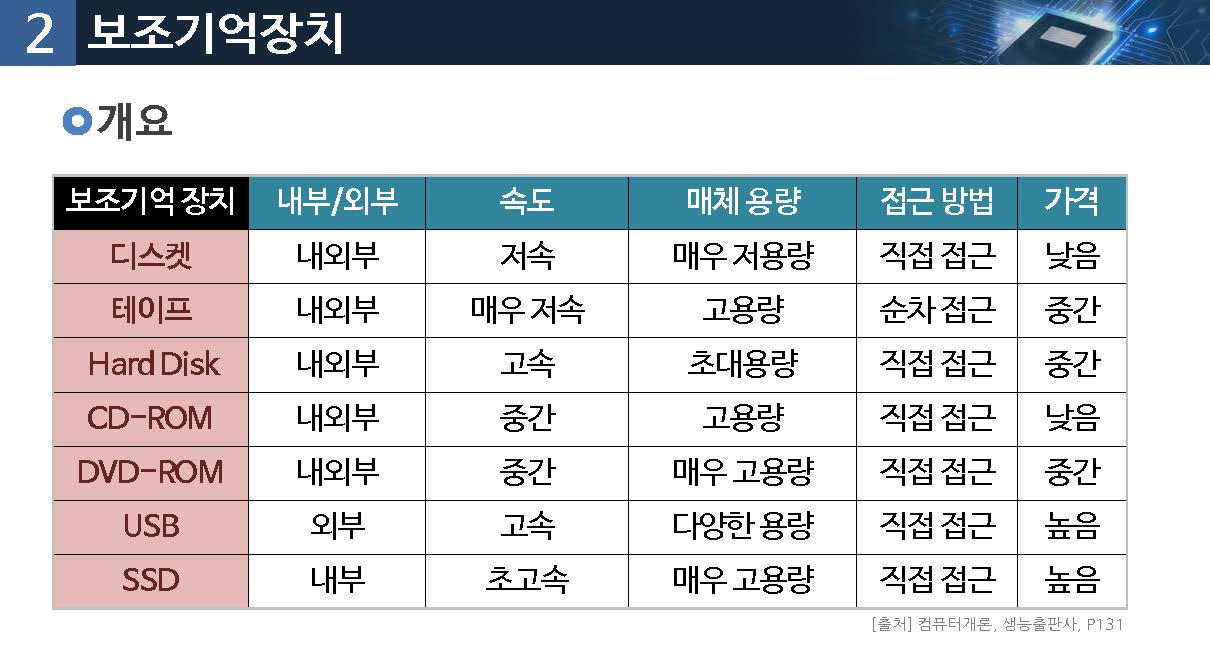 2 보조기억장치
개요
보조기억 장치 내부/외부 속도 매체 용량 접근 방법 가격
디스켓 내외부 저속 매우 저용량 직접 접근 낮음
테이프 내외부 매우 저속 고용량 순차 접근 중간
Hard Disk 내외부 고속 초대용량 직접 접근 중간
CD-ROM 내외부 중간 고용량 직접 접근 낮음
DVD-ROM 내외부 중간 매우 고용량 직접 접근 중간
USB 외부 고속 다양한 용량 직접 접근 높음
SSD 내부 초고속 매우 고용량 직접 접근 높음
[출처] 컴퓨터개론, 생능출판사, P131